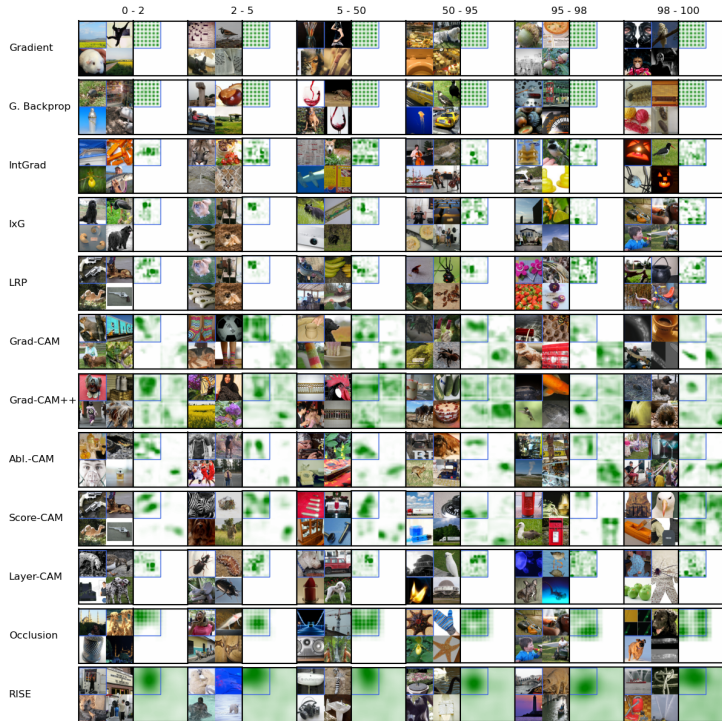 0 - 2 2 - 5 5 - 50 50 - 95 95 - 98 98 - 100
Gradient
G. Backprop
IntGrad
IxG
LRP
Grad-CAM
Grad-CAM++
Abl.-CAM
Score-CAM
Layer-CAM
Occlusion
RISE